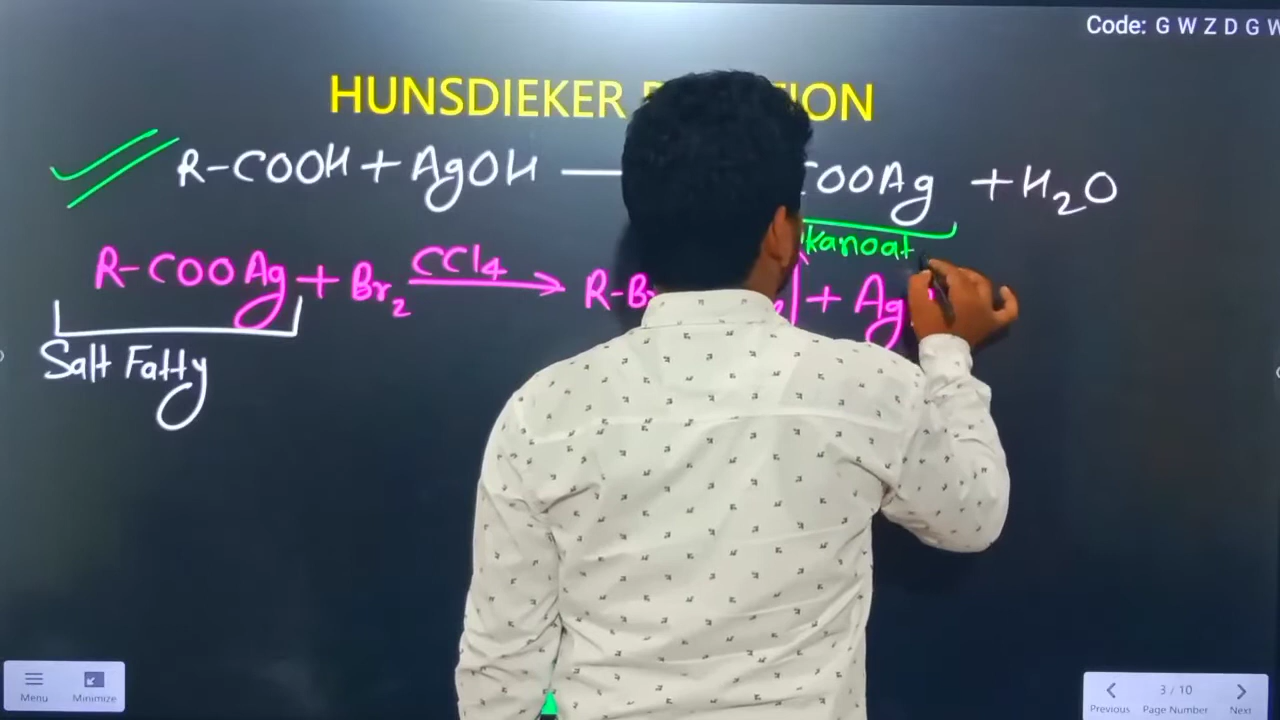 Code: G W Z D G W
HUNSDIEKER
R-COOH + AgOH — COOAg + H₂O
kanoat
R-COOAg + Br₂ CCl₄ → R-Br + Ag
Salt Fatty
Menu
Minimize
3 / 10
Previous
Page Number
Next